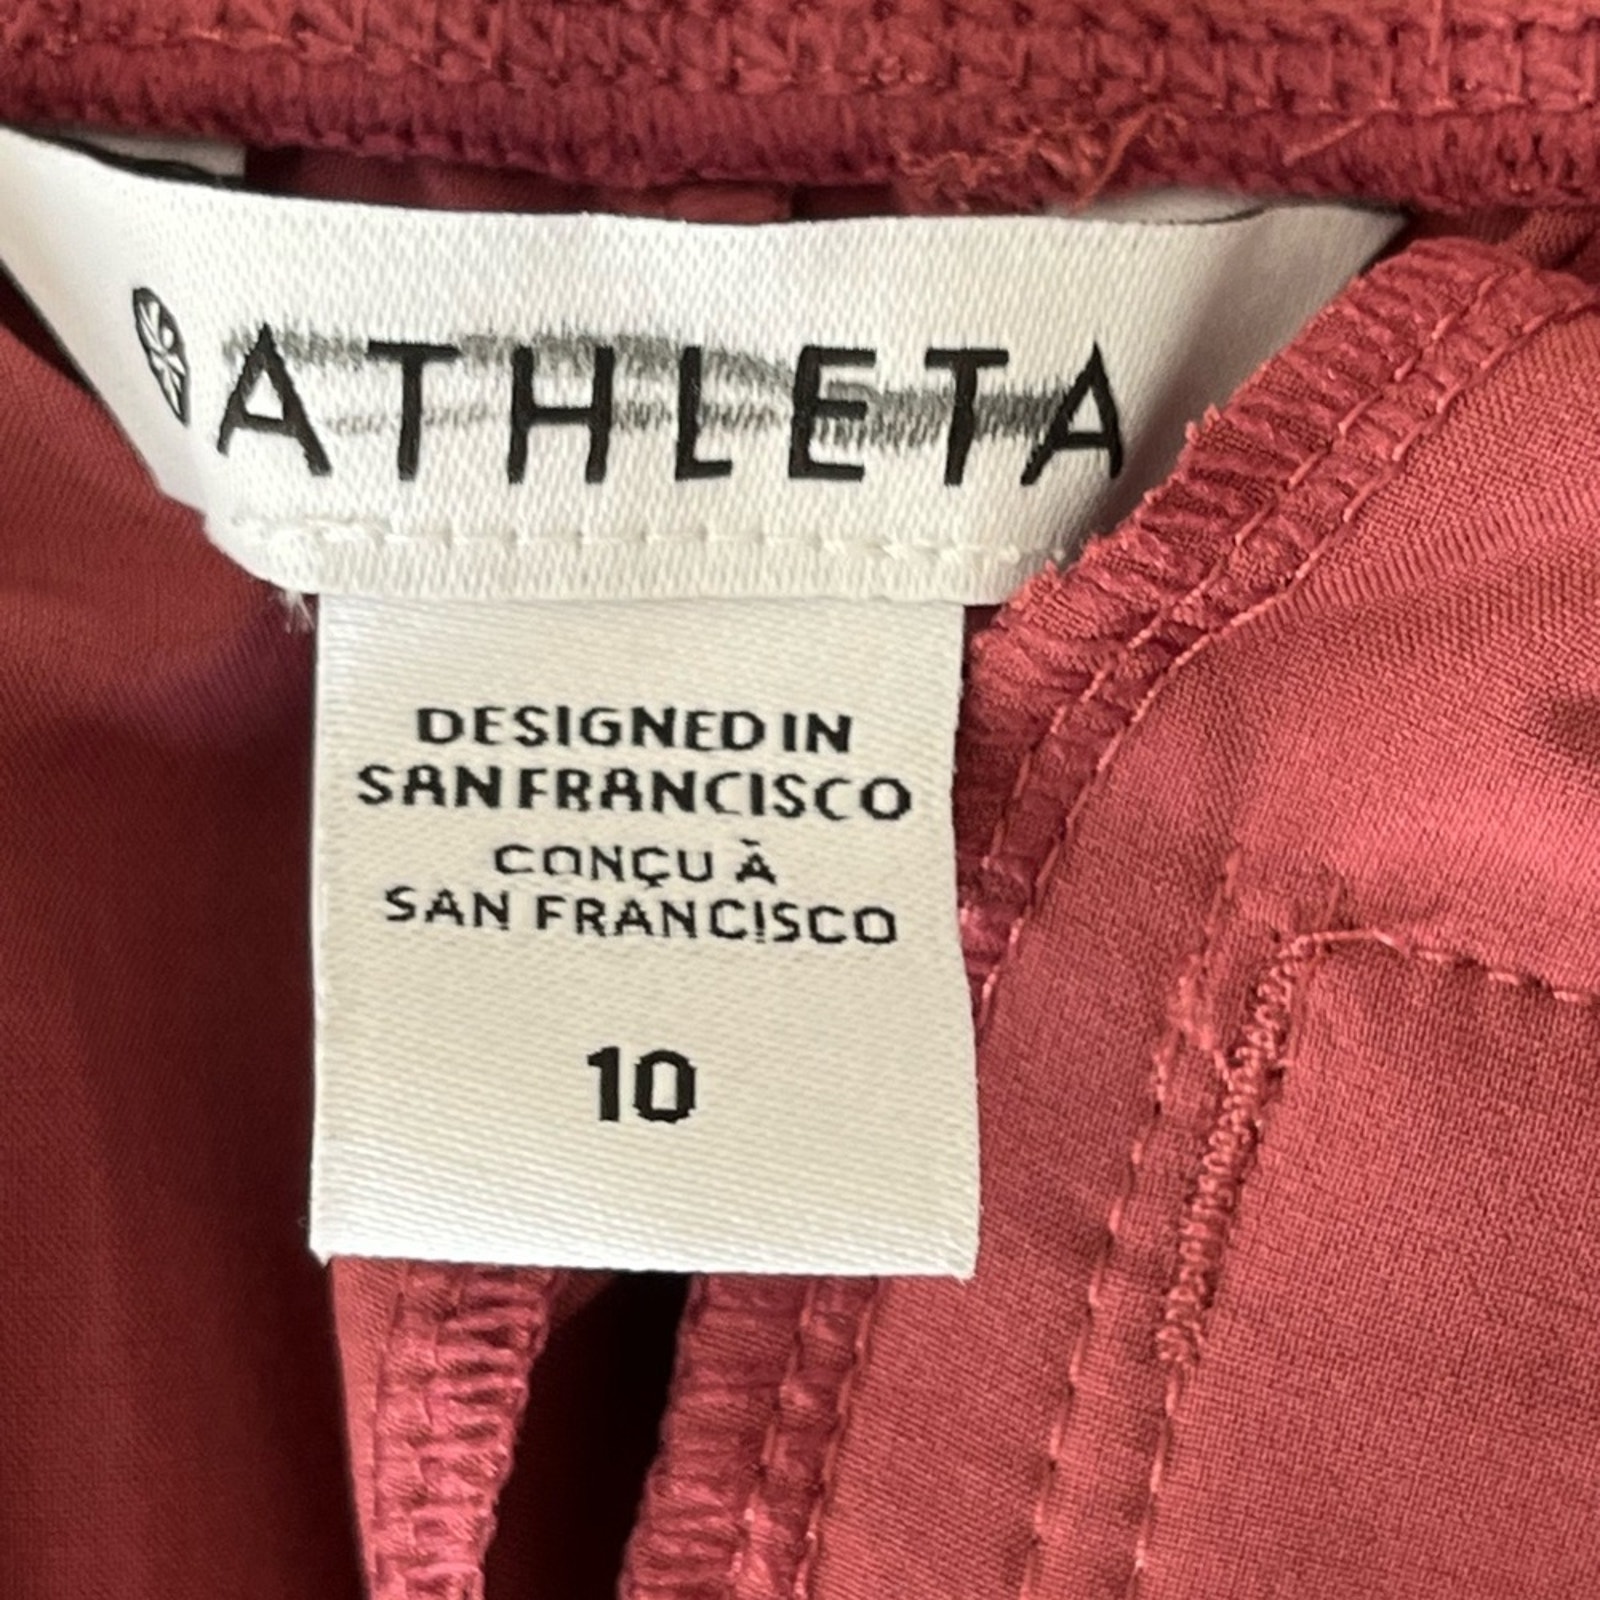 ATHLETA
DESIGNED IN
SAN FRANCISCO
CONÇU À
SAN FRANCISCO
10